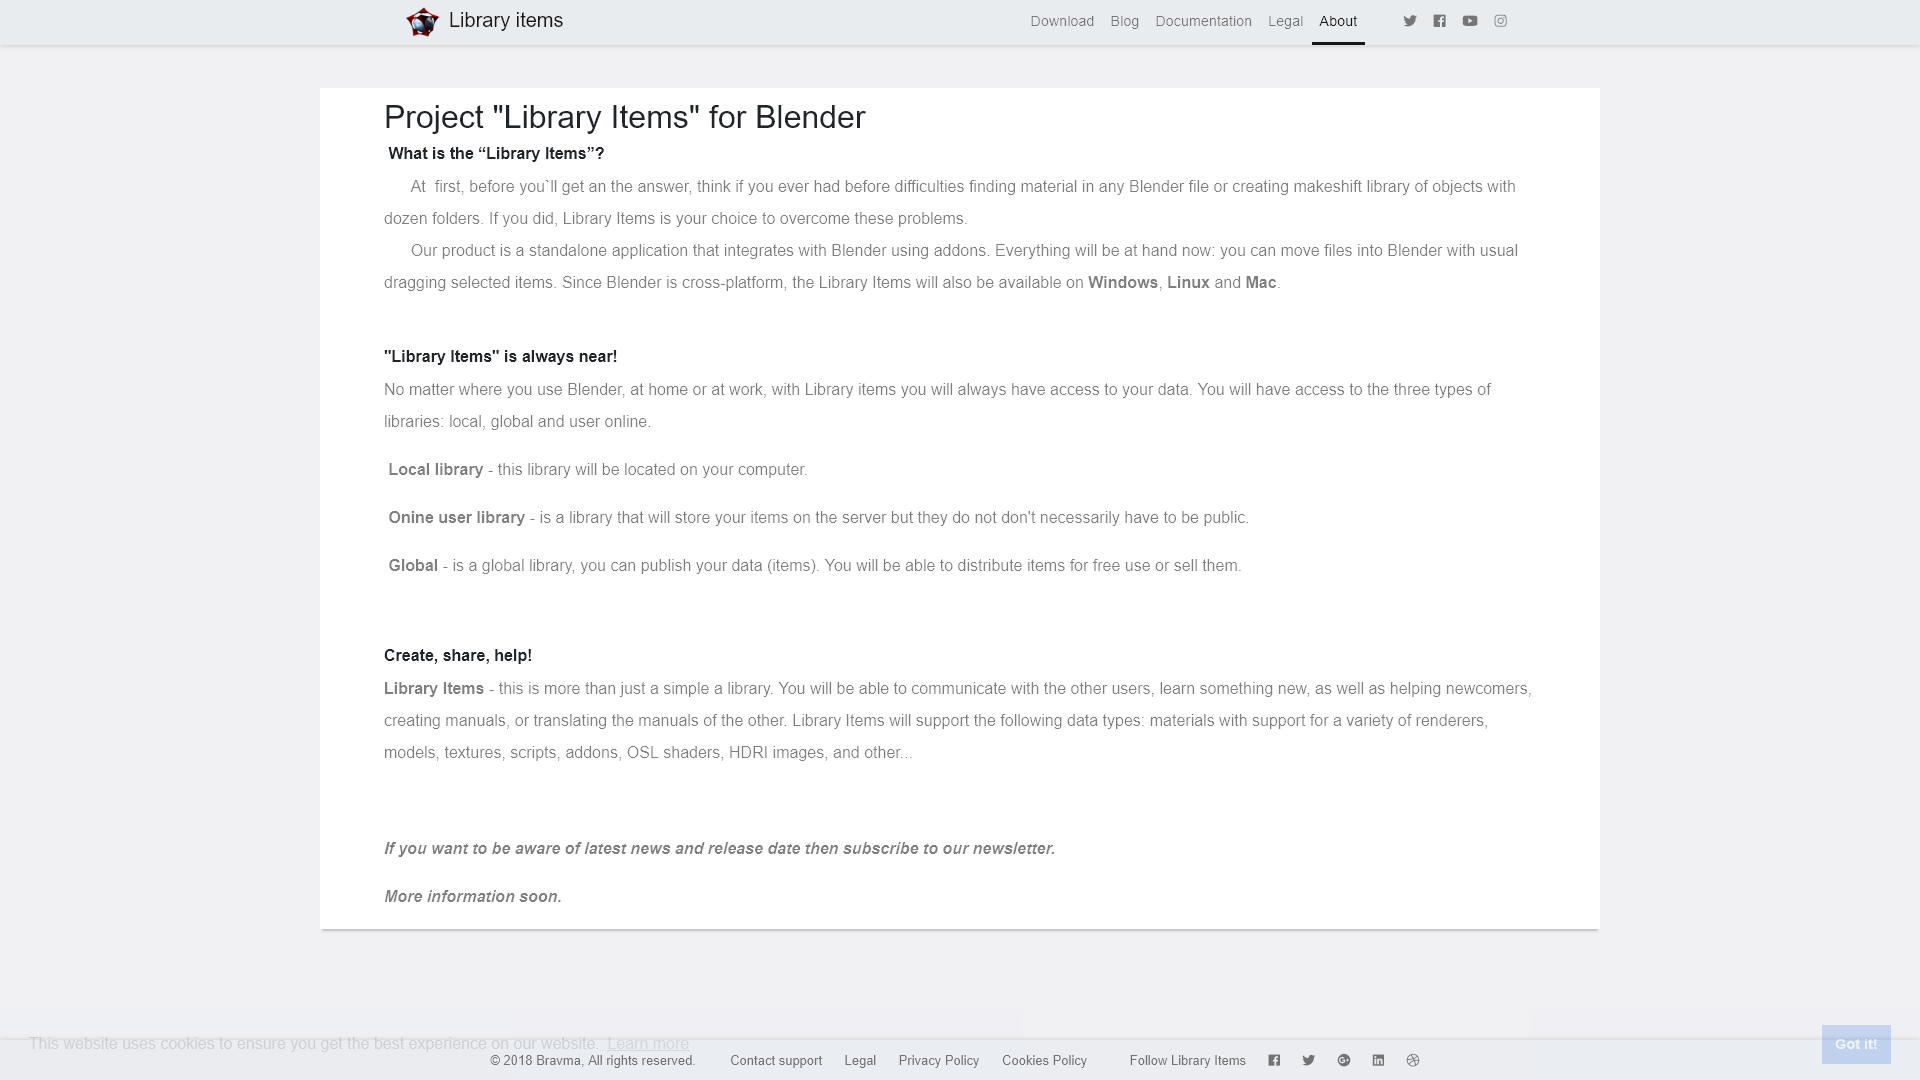 Library items
Download Blog Documentation Legal About
Project "Library Items" for Blender
What is the “Library Items”?
At first, before you`ll get an the answer, think if you ever had before difficulties finding material in any Blender file or creating makeshift library of objects with
dozen folders. If you did, Library Items is your choice to overcome these problems.
Our product is a standalone application that integrates with Blender using addons. Everything will be at hand now: you can move files into Blender with usual
dragging selected items. Since Blender is cross-platform, the Library Items will also be available on Windows, Linux and Mac.
"Library Items" is always near!
No matter where you use Blender, at home or at work, with Library items you will always have access to your data. You will have access to the three types of
libraries: local, global and user online.
Local library - this library will be located on your computer.
Onine user library - is a library that will store your items on the server but they do not don't necessarily have to be public.
Global - is a global library, you can publish your data (items). You will be able to distribute items for free use or sell them.
Create, share, help!
Library Items - this is more than just a simple a library. You will be able to communicate with the other users, learn something new, as well as helping newcomers,
creating manuals, or translating the manuals of the other. Library Items will support the following data types: materials with support for a variety of renderers,
models, textures, scripts, addons, OSL shaders, HDRI images, and other...
If you want to be aware of latest news and release date then subscribe to our newsletter.
More information soon.
This website uses cookies to ensure you get the best experience on our website. Learn more
Got it!
© 2018 Bravma, All rights reserved. Contact support Legal Privacy Policy Cookies Policy Follow Library Items